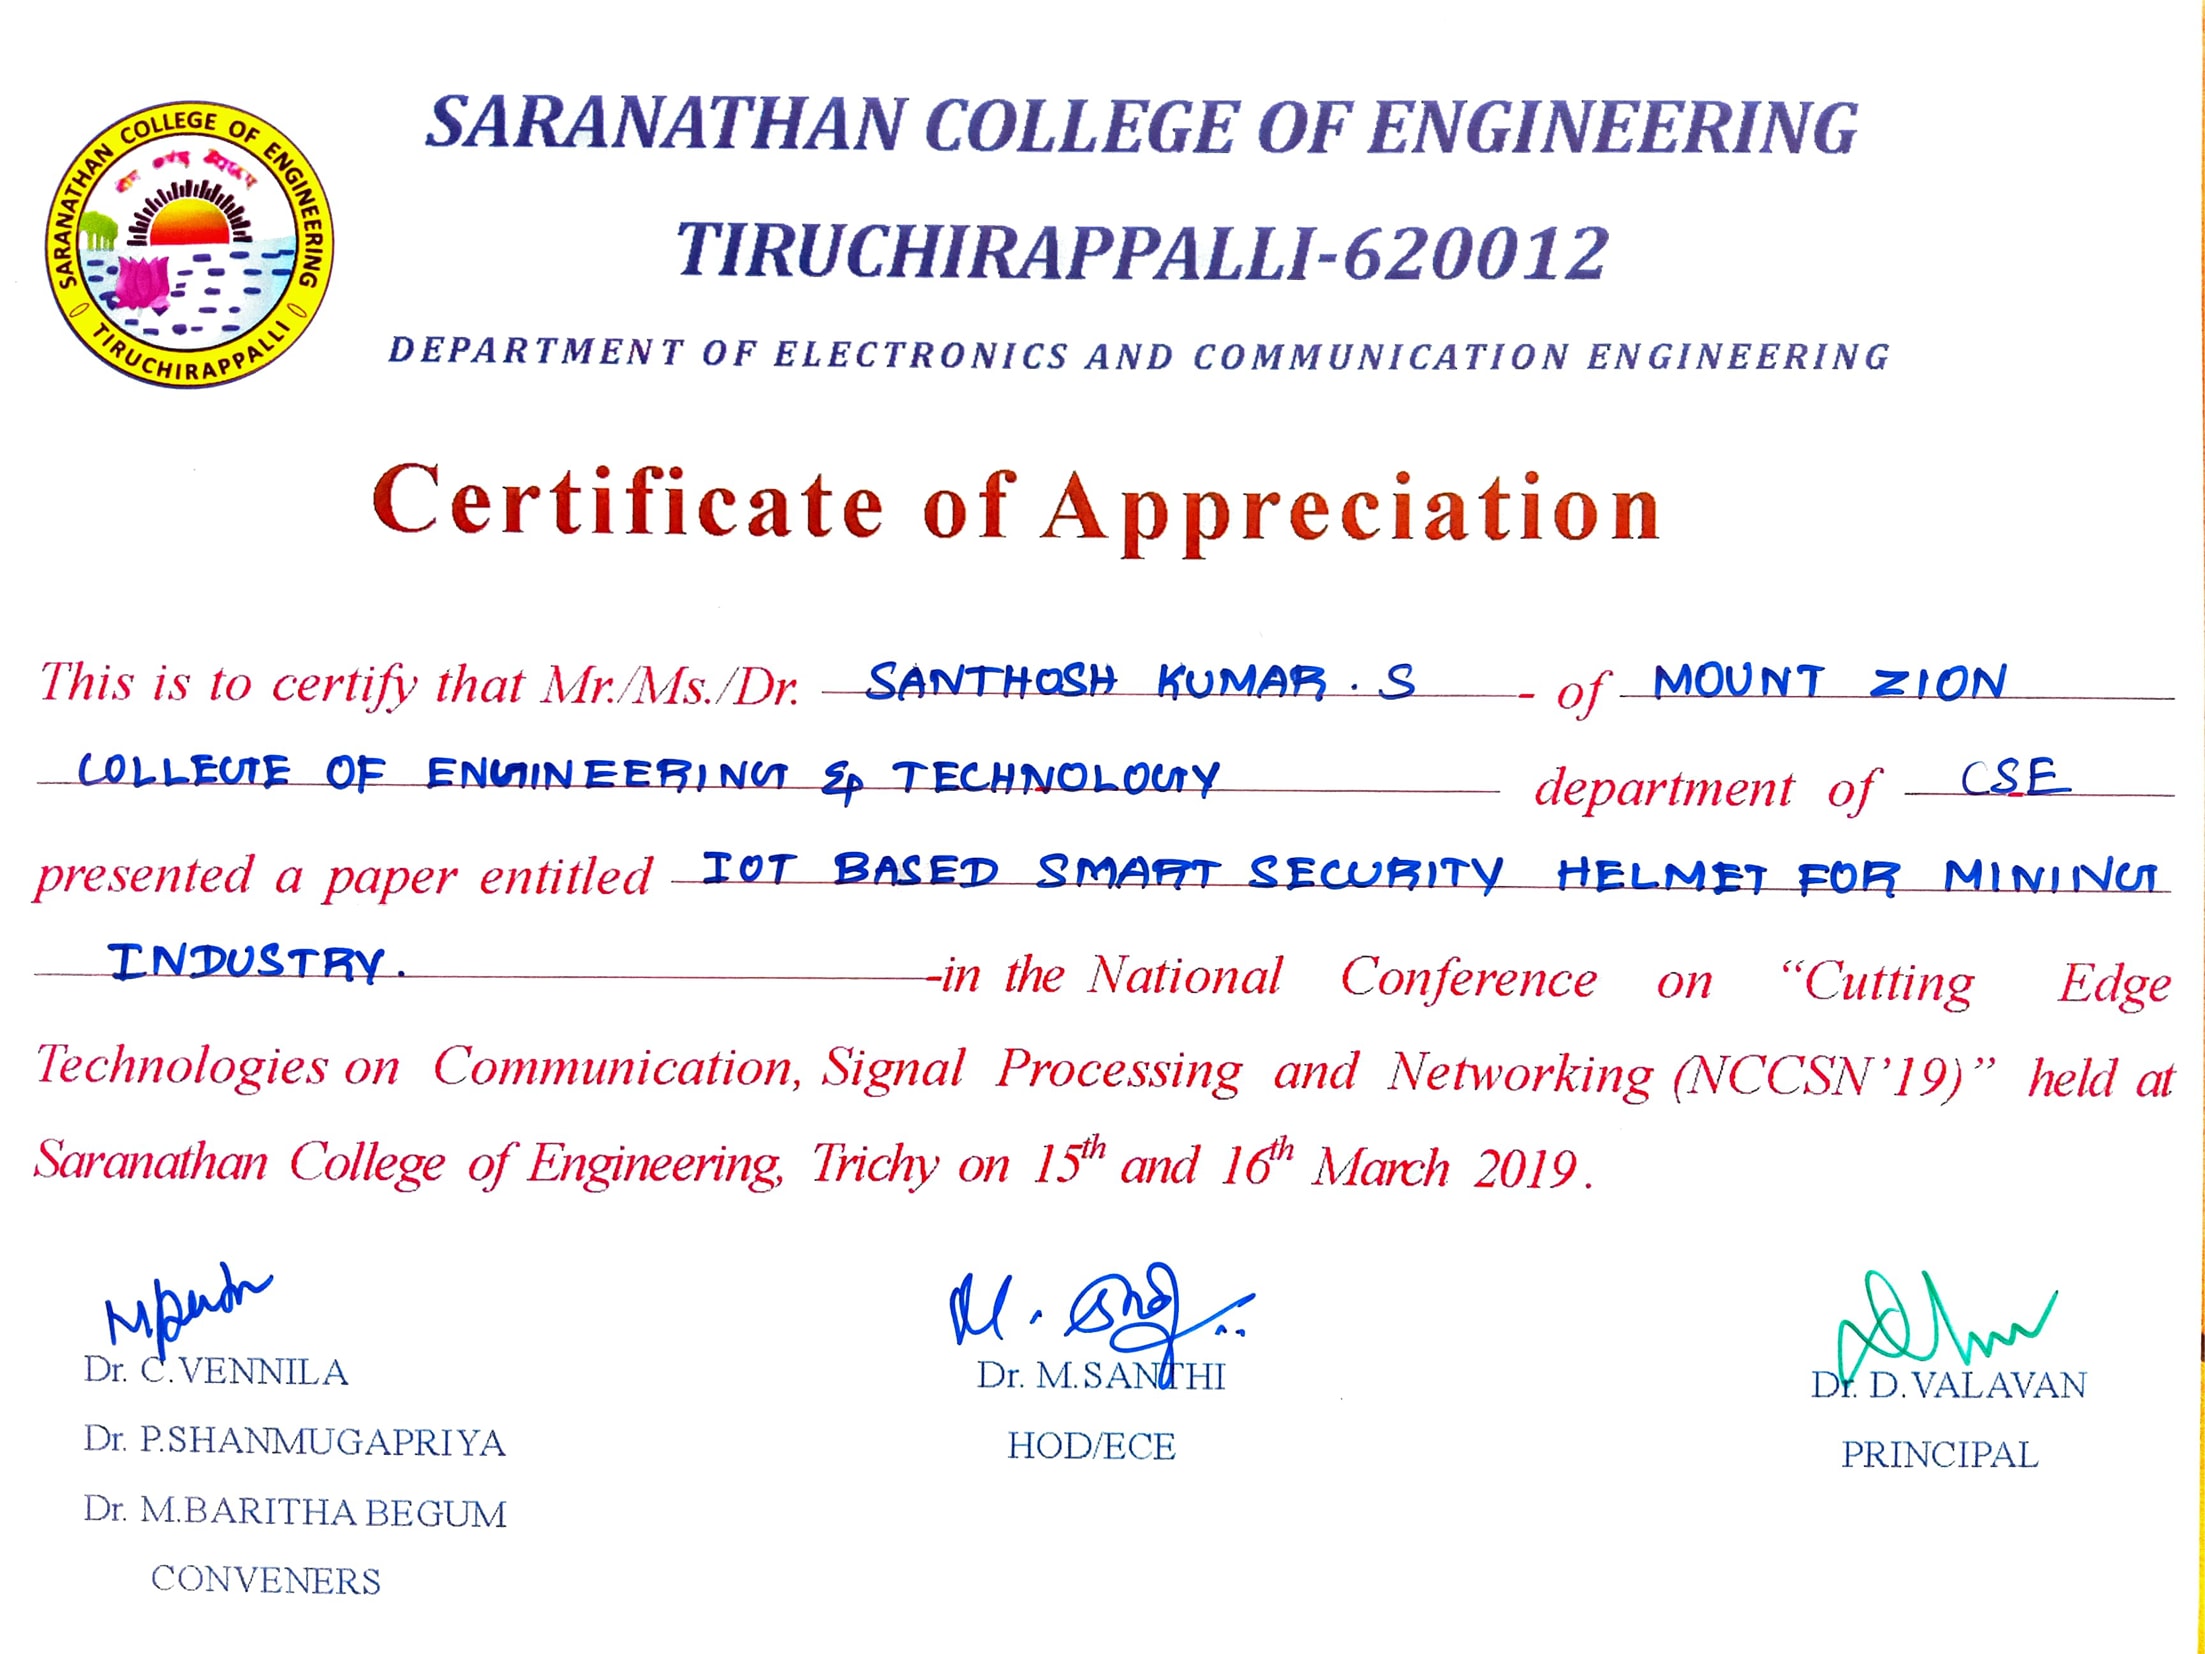 SARANATHAN COLLEGE OF ENGINEERING
TIRUCHIRAPPALLI
SARANATHAN COLLEGE OF ENGINEERING
TIRUCHIRAPPALLI-620012
DEPARTMENT OF ELECTRONICS AND COMMUNICATION ENGINEERING
Certificate of Appreciation
This is to certify that Mr./Ms./Dr. SANTHOSH KUMAR . S - of MOUNT ZION
COLLEGE OF ENGINEERING & TECHNOLOGY department of CSE
presented a paper entitled IOT BASED SMART SECURITY HELMET FOR MINING
INDUSTRY. -in the National Conference on “Cutting Edge
Technologies on Communication, Signal Processing and Networking (NCCSN’19)” held at
Saranathan College of Engineering, Trichy on 15th and 16th March 2019.
Dr. C.VENNILA
Dr. P.SHANMUGAPRIYA
Dr. M.BARITHA BEGUM
CONVENERS
Dr. M.SANTHI
HOD/ECE
Dr. D.VALAVAN
PRINCIPAL